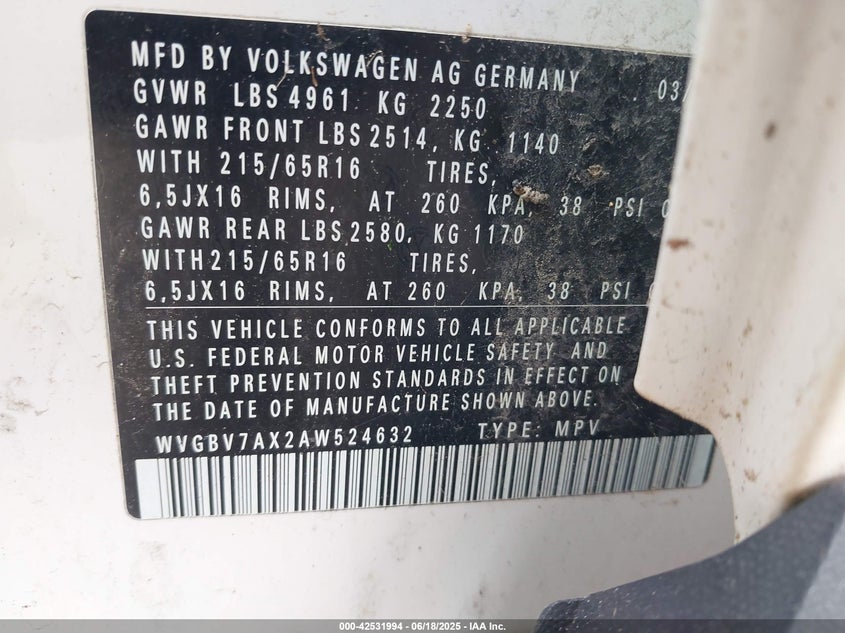 MFD BY VOLKSWAGEN AG GERMANY 03/
GVWR LBS 4961 KG 2250
GAWR FRONT LBS 2514, KG 1140
WITH 215/65R16 TIRES,
6,5JX16 RIMS, AT 260 KPA, 38 PSI
GAWR REAR LBS 2580, KG 1170
WITH 215/65R16 TIRES,
6,5JX16 RIMS, AT 260 KPA, 38 PSI
THIS VEHICLE CONFORMS TO ALL APPLICABLE
U.S. FEDERAL MOTOR VEHICLE SAFETY AND
THEFT PREVENTION STANDARDS IN EFFECT ON
THE DATE OF MANUFACTURE SHOWN ABOVE.
WVGBV7AX2AW524632 TYPE: MPV
000-42531994 - 06/18/2025 - IAA Inc.